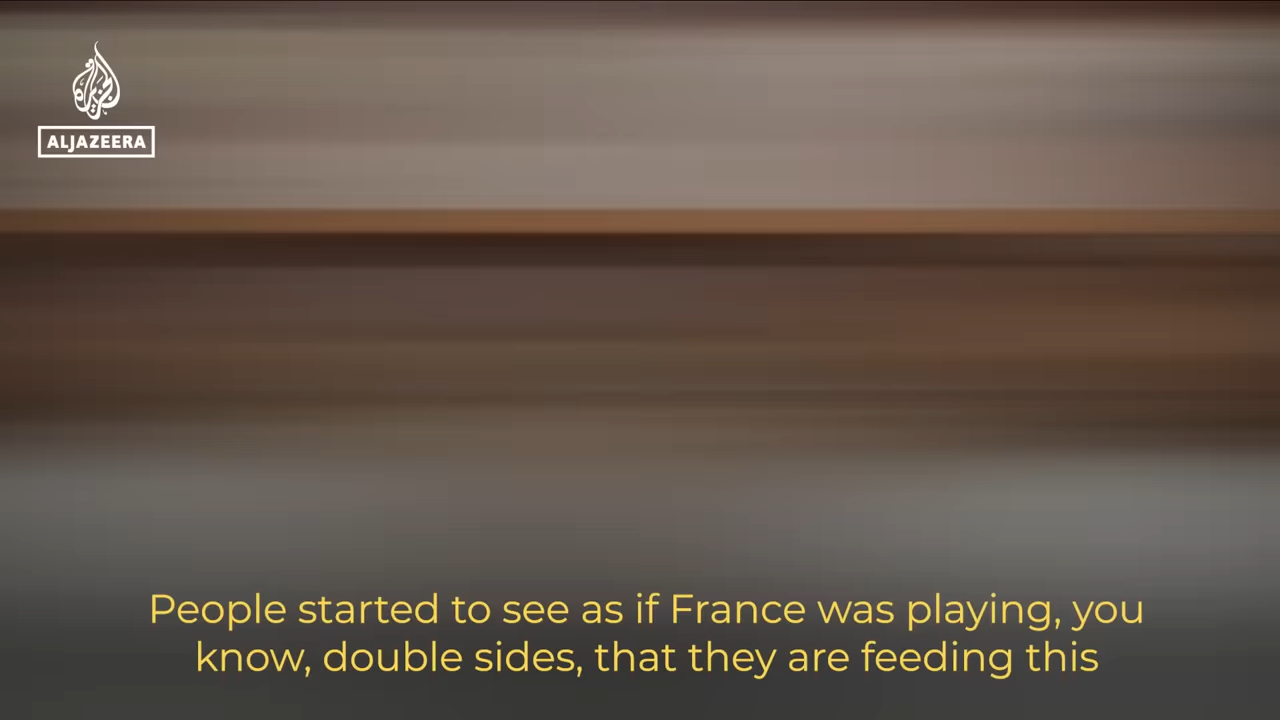 ALJAZEERA
People started to see as if France was playing, you
know, double sides, that they are feeding this